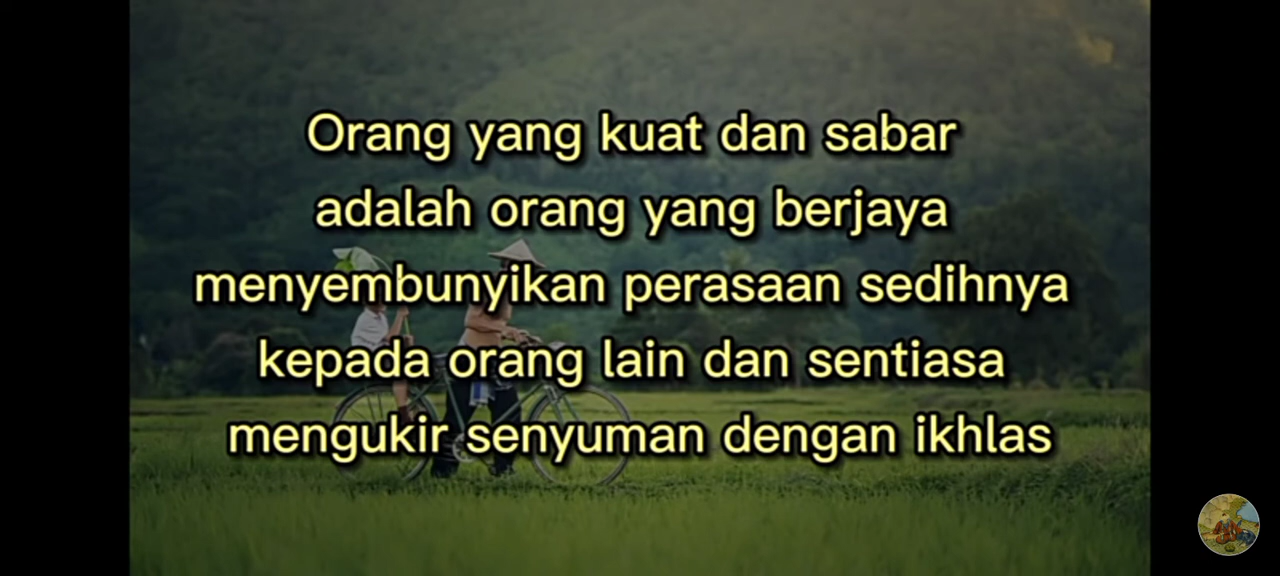 Orang yang kuat dan sabar
adalah orang yang berjaya
menyembunyikan perasaan sedihnya
kepada orang lain dan sentiasa
mengukir senyuman dengan ikhlas